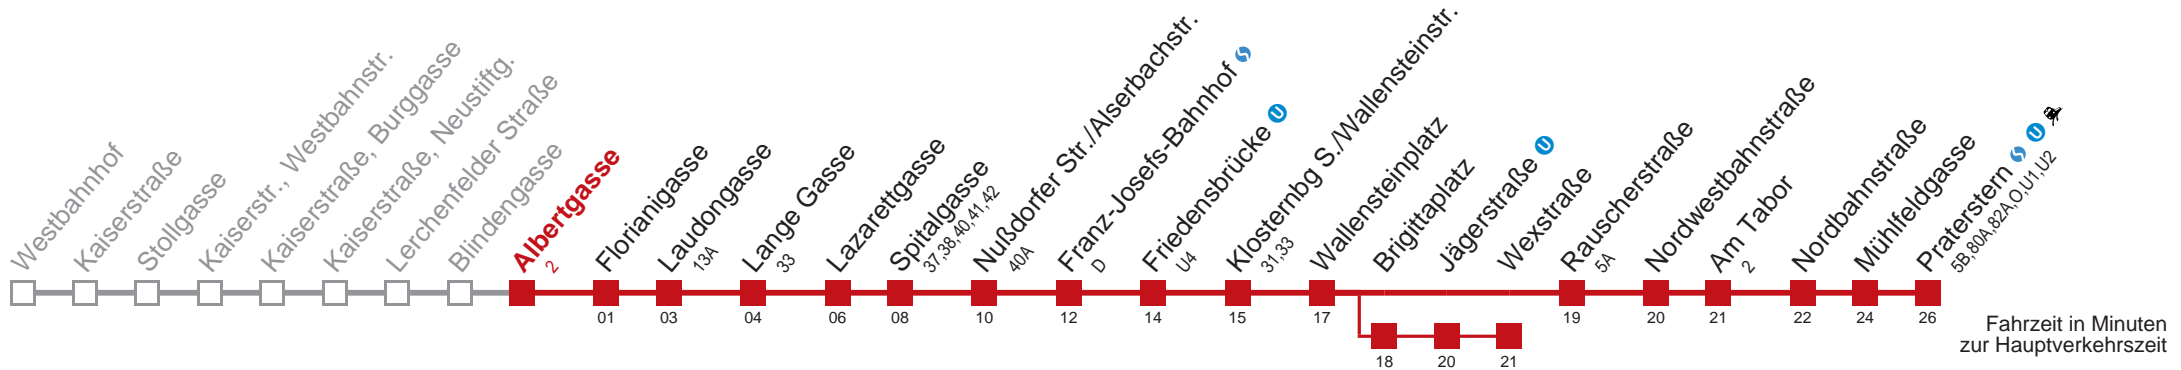 Westbahnhof
Kaiserstraße
Stollgasse
Kaiserstr., Westbahnstr.
Kaiserstraße, Burggasse
Kaiserstraße, Neustiftg.
Lerchenfelder Straße
Blindengasse
Albertgasse
2
Florianigasse
Laudongasse
13A
Lange Gasse
33
Lazarettgasse
Spitalgasse
37,38,40,41,42
Nußdorfer Str./Alserbachstr.
40A
Franz-Josefs-Bahnhof S
D
Friedensbrücke U
U4
Klosternbg S./Wallensteinstr.
31,33
Wallensteinplatz
Brigittaplatz
Jägerstraße U
Wexstraße
Rauscherstraße
5A
Nordwestbahnstraße
Am Tabor
2
Nordbahnstraße
Mühlfeldgasse
Praterstern S U
5B,80A,82A,O,U1,U2
01 03 04 06 08 10 12 14 15 17 19 20 21 22 24 26
18 20 21
Fahrzeit in Minuten
zur Hauptverkehrszeit